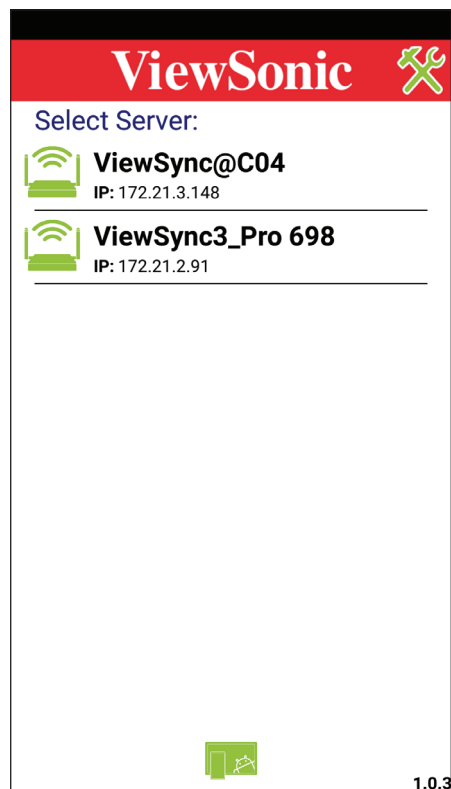 ViewSonic
Select Server:
ViewSync@C04
IP: 172.21.3.148
ViewSync3_Pro 698
IP: 172.21.2.91
1.0.3